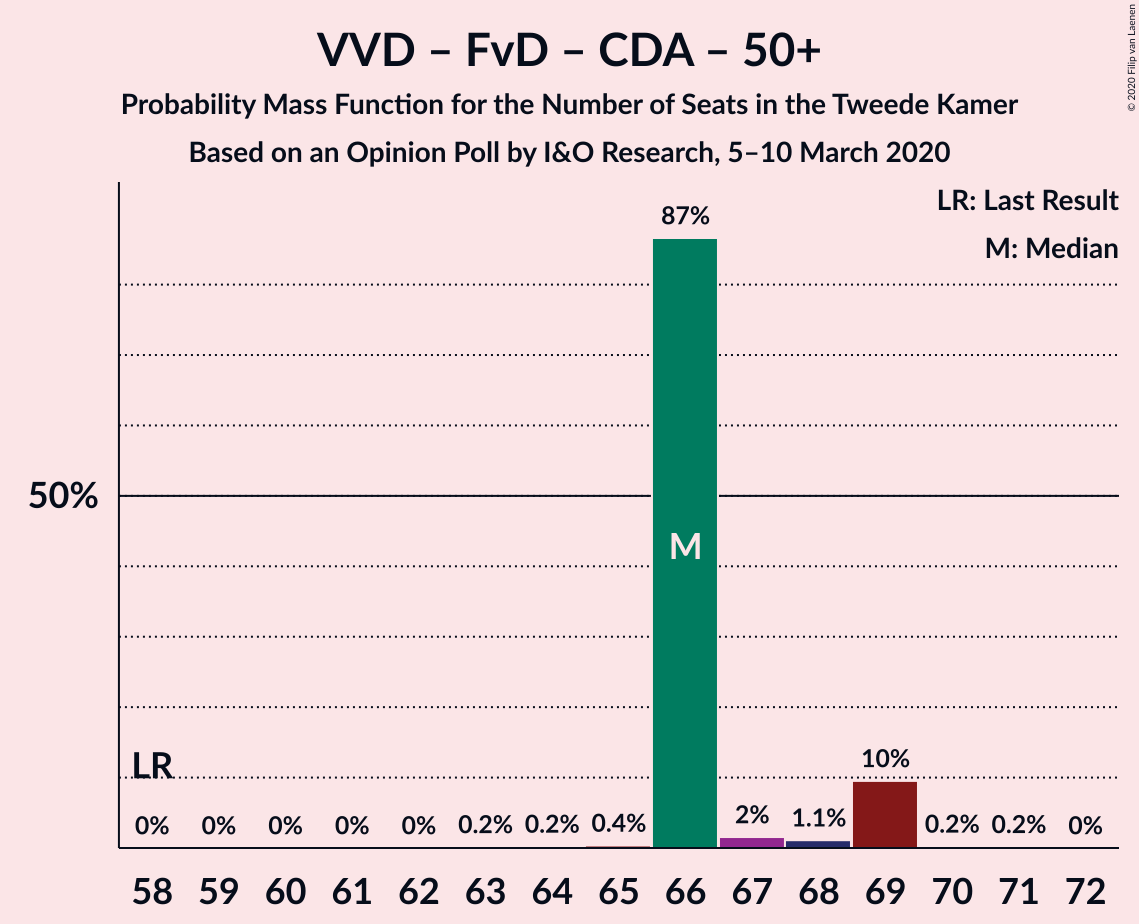 VVD – FvD – CDA – 50+
Probability Mass Function for the Number of Seats in the Tweede Kamer
Based on an Opinion Poll by I&O Research, 5–10 March 2020
© 2020 Filip van Laenen
LR: Last Result
M: Median
87%
50%
M
LR
0% 0% 0% 0% 0% 0.2% 0.2% 0.4% 2% 1.1% 10% 0.2% 0.2% 0%
58 59 60 61 62 63 64 65 66 67 68 69 70 71 72